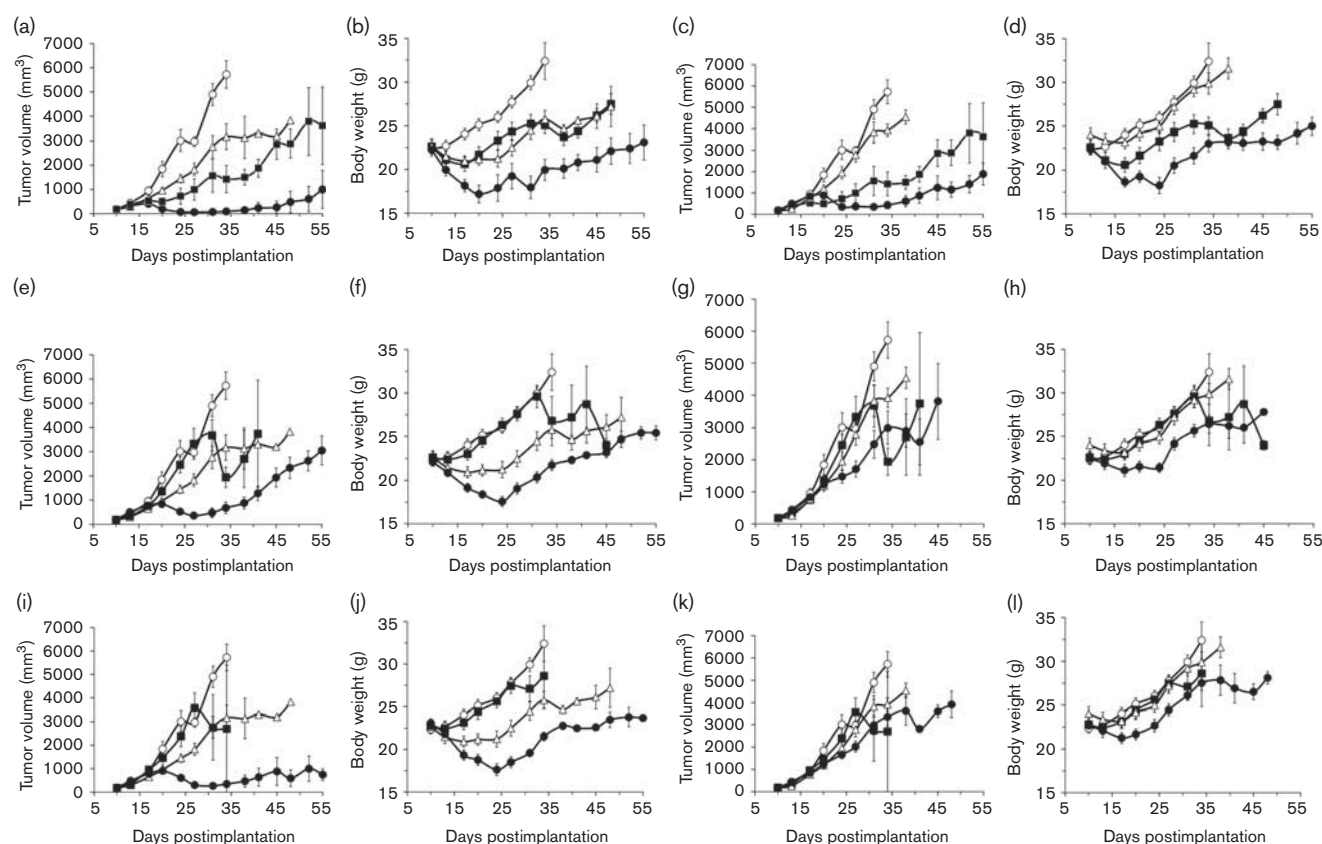 (a)
Tumor volume (mm³)
7000
6000
5000
4000
3000
2000
1000
0
5 15 25 35 45 55
Days postimplantation
(b)
Body weight (g)
35
30
25
20
15
5 15 25 35 45 55
Days postimplantation
(c)
Tumor volume (mm³)
7000
6000
5000
4000
3000
2000
1000
0
5 15 25 35 45 55
Days postimplantation
(d)
Body weight (g)
35
30
25
20
15
5 15 25 35 45 55
Days postimplantation
(e)
Tumor volume (mm³)
7000
6000
5000
4000
3000
2000
1000
0
5 15 25 35 45 55
Days postimplantation
(f)
Body weight (g)
35
30
25
20
15
5 15 25 35 45 55
Days postimplantation
(g)
Tumor volume (mm³)
7000
6000
5000
4000
3000
2000
1000
0
5 15 25 35 45 55
Days postimplantation
(h)
Body weight (g)
35
30
25
20
15
5 15 25 35 45 55
Days postimplantation
(i)
Tumor volume (mm³)
7000
6000
5000
4000
3000
2000
1000
0
5 15 25 35 45 55
Days postimplantation
(j)
Body weight (g)
35
30
25
20
15
5 15 25 35 45 55
Days postimplantation
(k)
Tumor volume (mm³)
7000
6000
5000
4000
3000
2000
1000
0
5 15 25 35 45 55
Days postimplantation
(l)
Body weight (g)
35
30
25
20
15
5 15 25 35 45 55
Days postimplantation